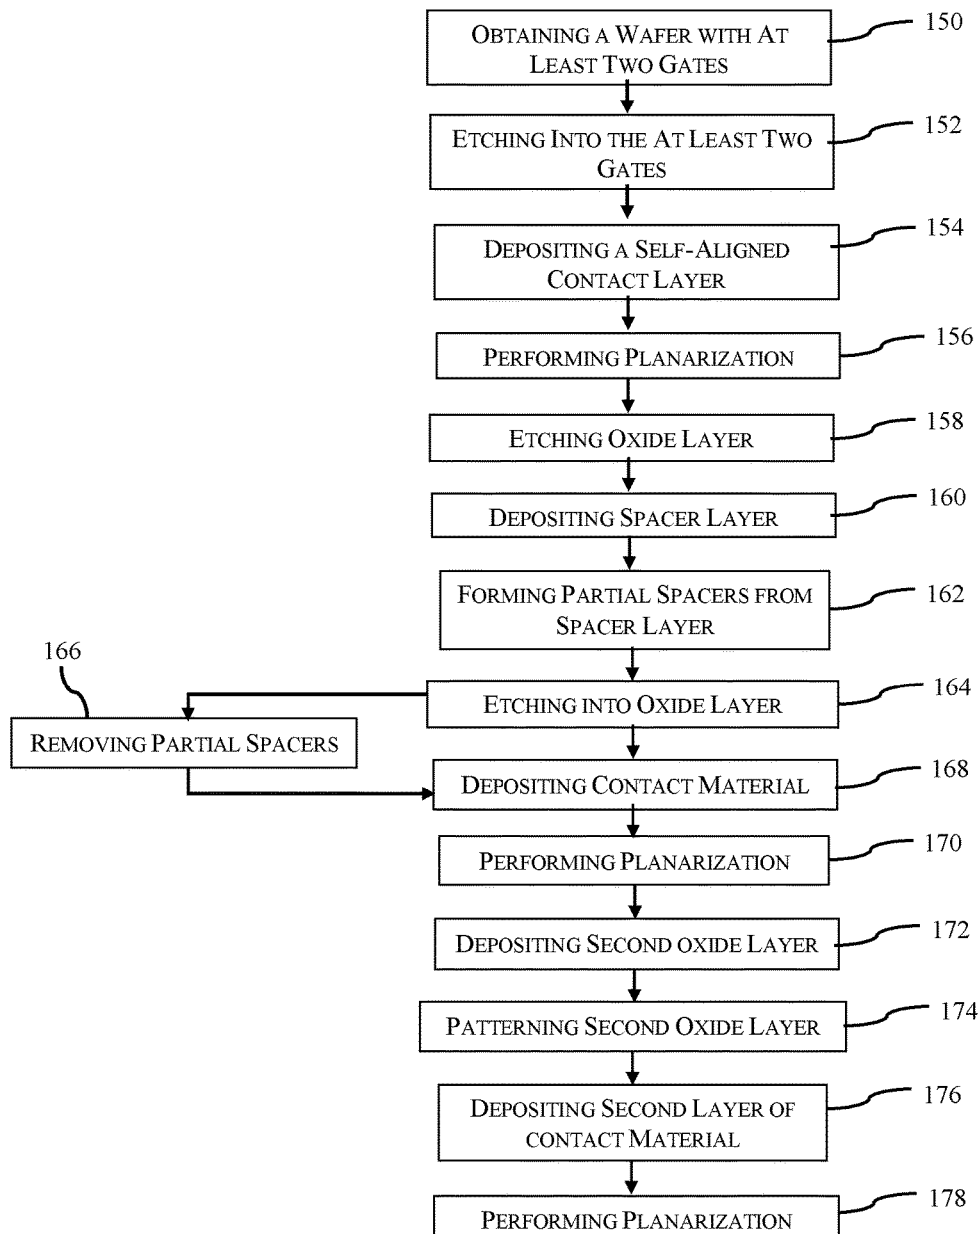 OBTAINING A WAFER WITH AT
LEAST TWO GATES
150
ETCHING INTO THE AT LEAST TWO
GATES
152
DEPOSITING A SELF-ALIGNED
CONTACT LAYER
154
PERFORMING PLANARIZATION
156
ETCHING OXIDE LAYER
158
DEPOSITING SPACER LAYER
160
FORMING PARTIAL SPACERS FROM
SPACER LAYER
162
ETCHING INTO OXIDE LAYER
164
166
REMOVING PARTIAL SPACERS
DEPOSITING CONTACT MATERIAL
168
PERFORMING PLANARIZATION
170
DEPOSITING SECOND OXIDE LAYER
172
PATTERNING SECOND OXIDE LAYER
174
DEPOSITING SECOND LAYER OF
CONTACT MATERIAL
176
PERFORMING PLANARIZATION
178